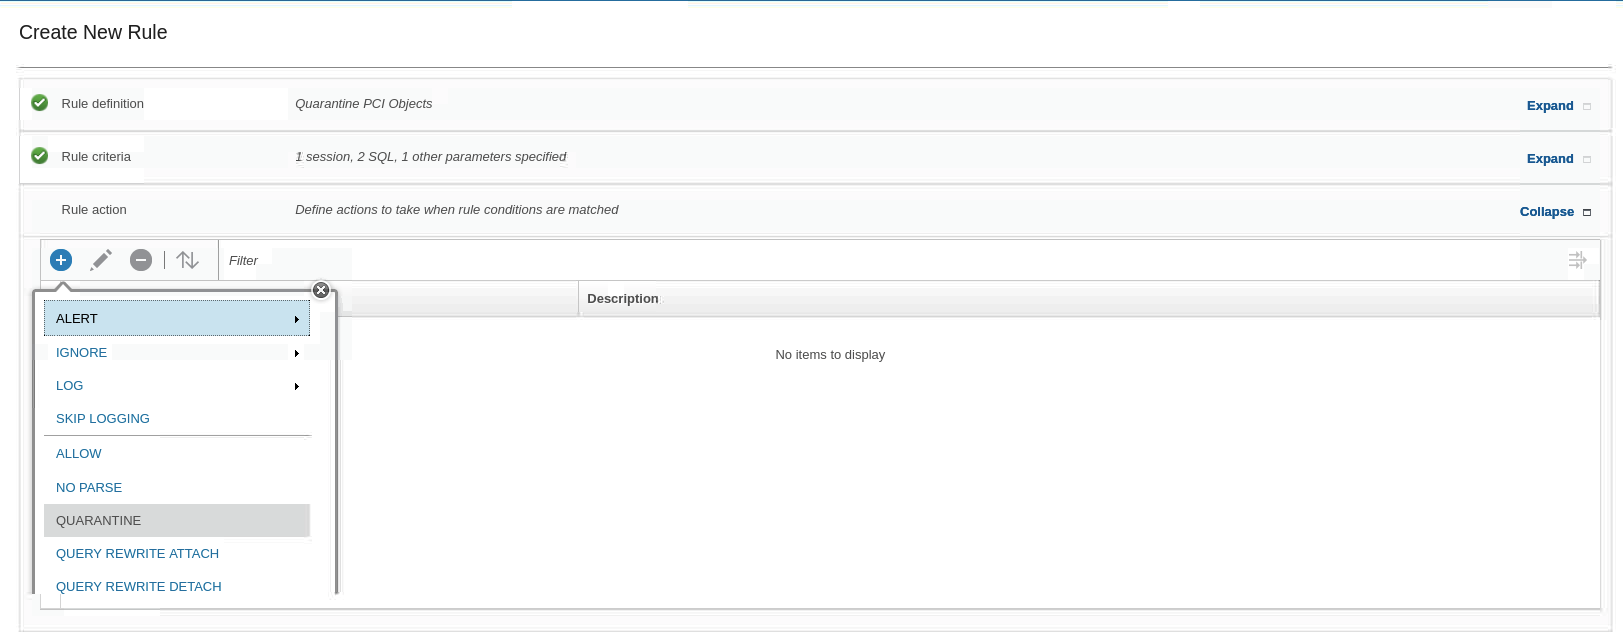 Create New Rule
Rule definition Quarantine PCI Objects Expand
Rule criteria 1 session, 2 SQL, 1 other parameters specified Expand
Rule action Define actions to take when rule conditions are matched Collapse
Filter
Description
No items to display
ALERT
IGNORE
LOG
SKIP LOGGING
ALLOW
NO PARSE
QUARANTINE
QUERY REWRITE ATTACH
QUERY REWRITE DETACH